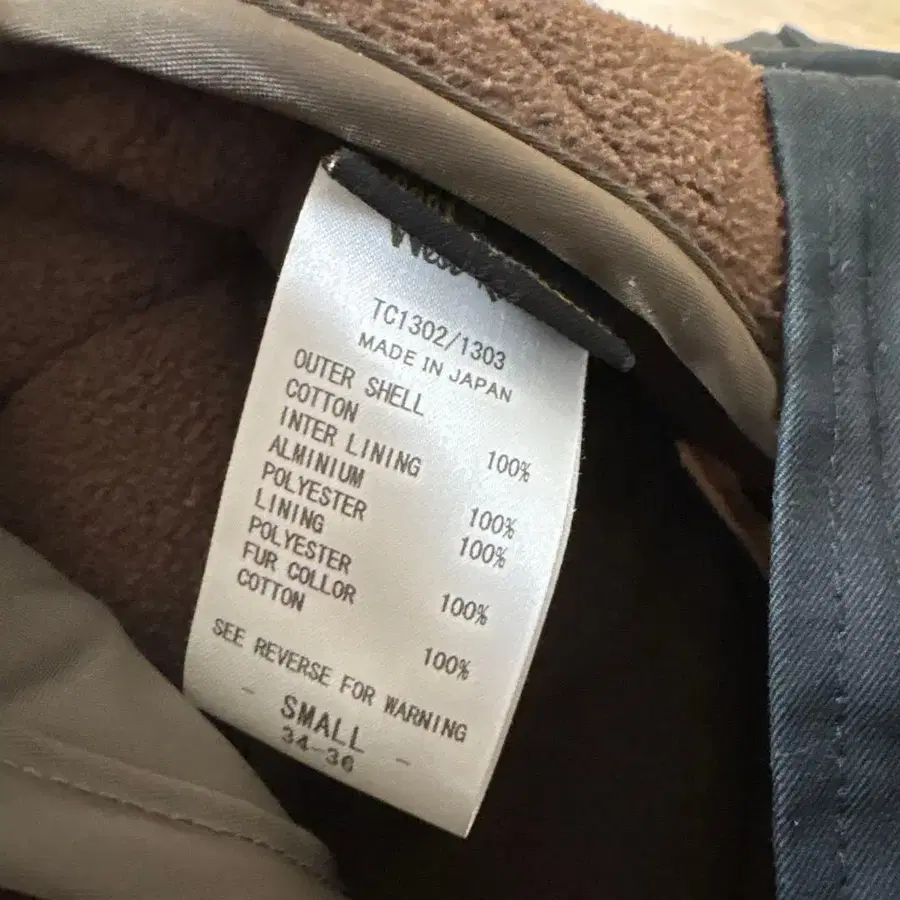 TC1302/1303
MADE IN JAPAN
OUTER SHELL
COTTON 100%
INTER LINING
ALMINIUM 100%
POLYESTER 100%
LINING
POLYESTER 100%
FUR COLLOR
COTTON 100%
SEE REVERSE FOR WARNING
- SMALL -
34-36